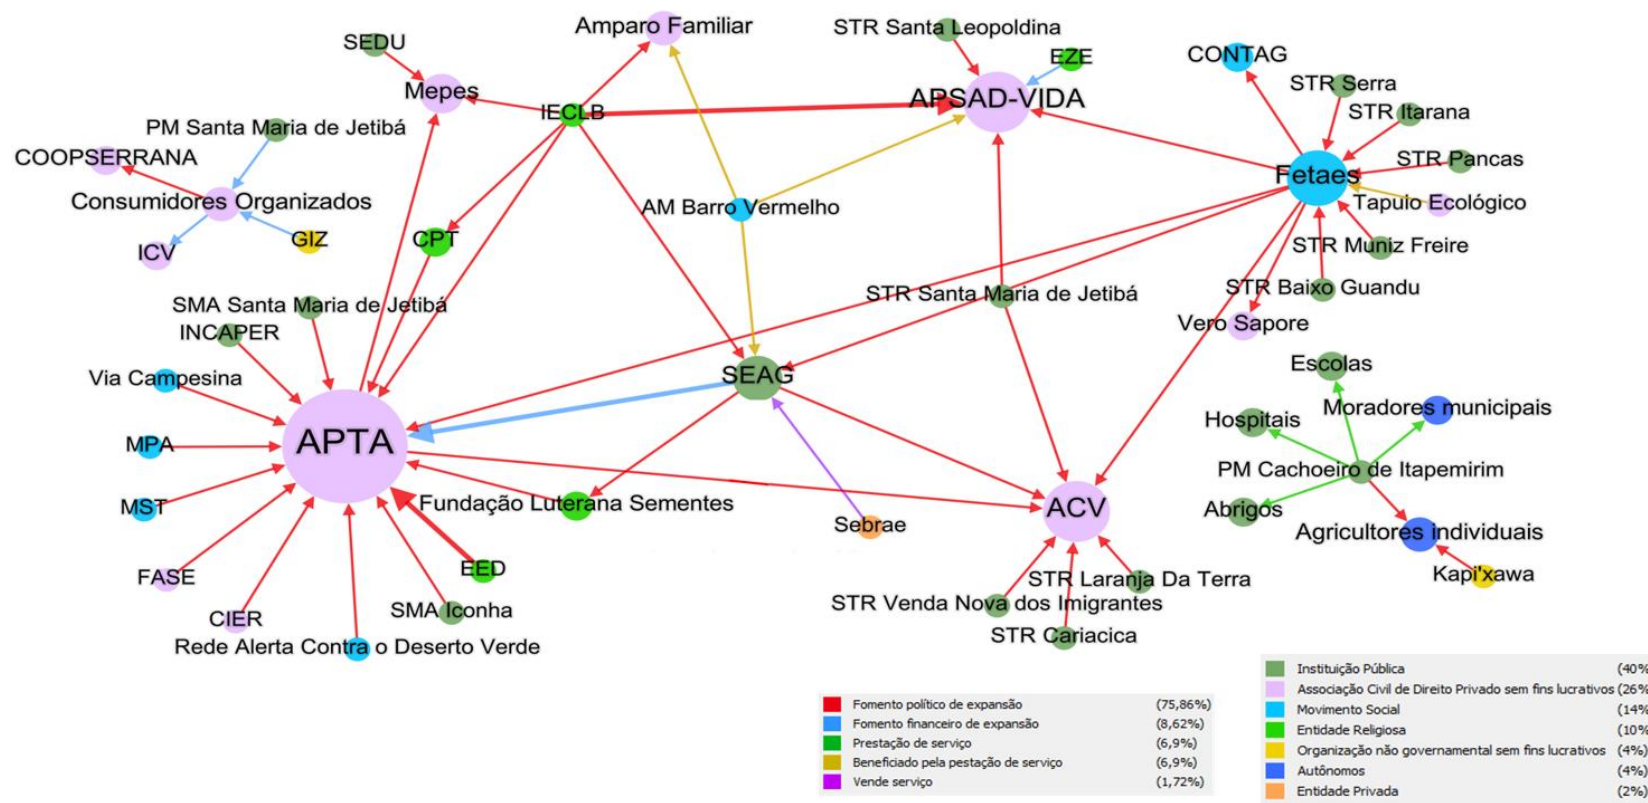 Amparo Familiar
STR Santa Leopoldina
SEDU
EZE
CONTAG
Mepes
APSAD-VIDA
STR Serra
IECLB
STR Itarana
PM Santa Maria de Jetibá
COOPSERRANA
STR Pancas
Fetaes
Consumidores Organizados
AM Barro Vermelho
Tapuio Ecológico
ICV
GIZ
CPT
STR Muniz Freire
STR Santa Maria de Jetibá
STR Baixo Guandu
SMA Santa Maria de Jetibá
INCAPER
Vero Sapore
Via Campesina
SEAG
Escolas
Moradores municipais
Hospitais
MPA
APTA
PM Cachoeiro de Itapemirim
MST
Fundação Luterana Sementes
ACV
Abrigos
Sebrae
Agricultores individuais
FASE
EED
Kapi'xawa
STR Laranja Da Terra
CIER
SMA Iconha
STR Venda Nova dos Imigrantes
Rede Alerta Contra o Deserto Verde
STR Cariacica
Fomento político de expansão (75,86%)
Fomento financeiro de expansão (8,62%)
Prestação de serviço (6,9%)
Beneficiado pela pestação de serviço (6,9%)
Vende serviço (1,72%)
Instituição Pública (40%
Associação Civil de Direito Privado sem fins lucrativos (26%
Movimento Social (14%
Entidade Religiosa (10%
Organização não governamental sem fins lucrativos (4%)
Autônomos (4%)
Entidade Privada (2%)